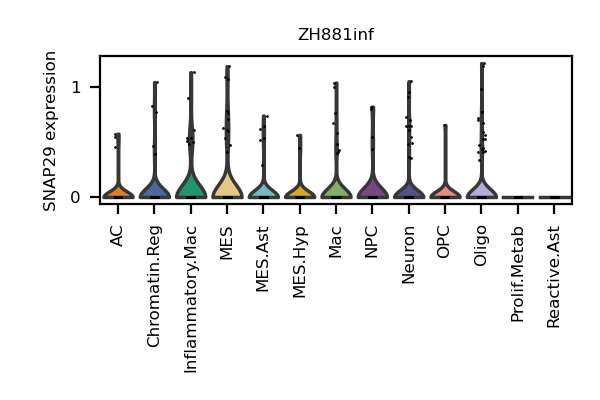 ZH881inf
SNAP29 expression
1
0
AC
Chromatin.Reg
Inflammatory.Mac
MES
MES.Ast
MES.Hyp
Mac
NPC
Neuron
OPC
Oligo
Prolif.Metab
Reactive.Ast